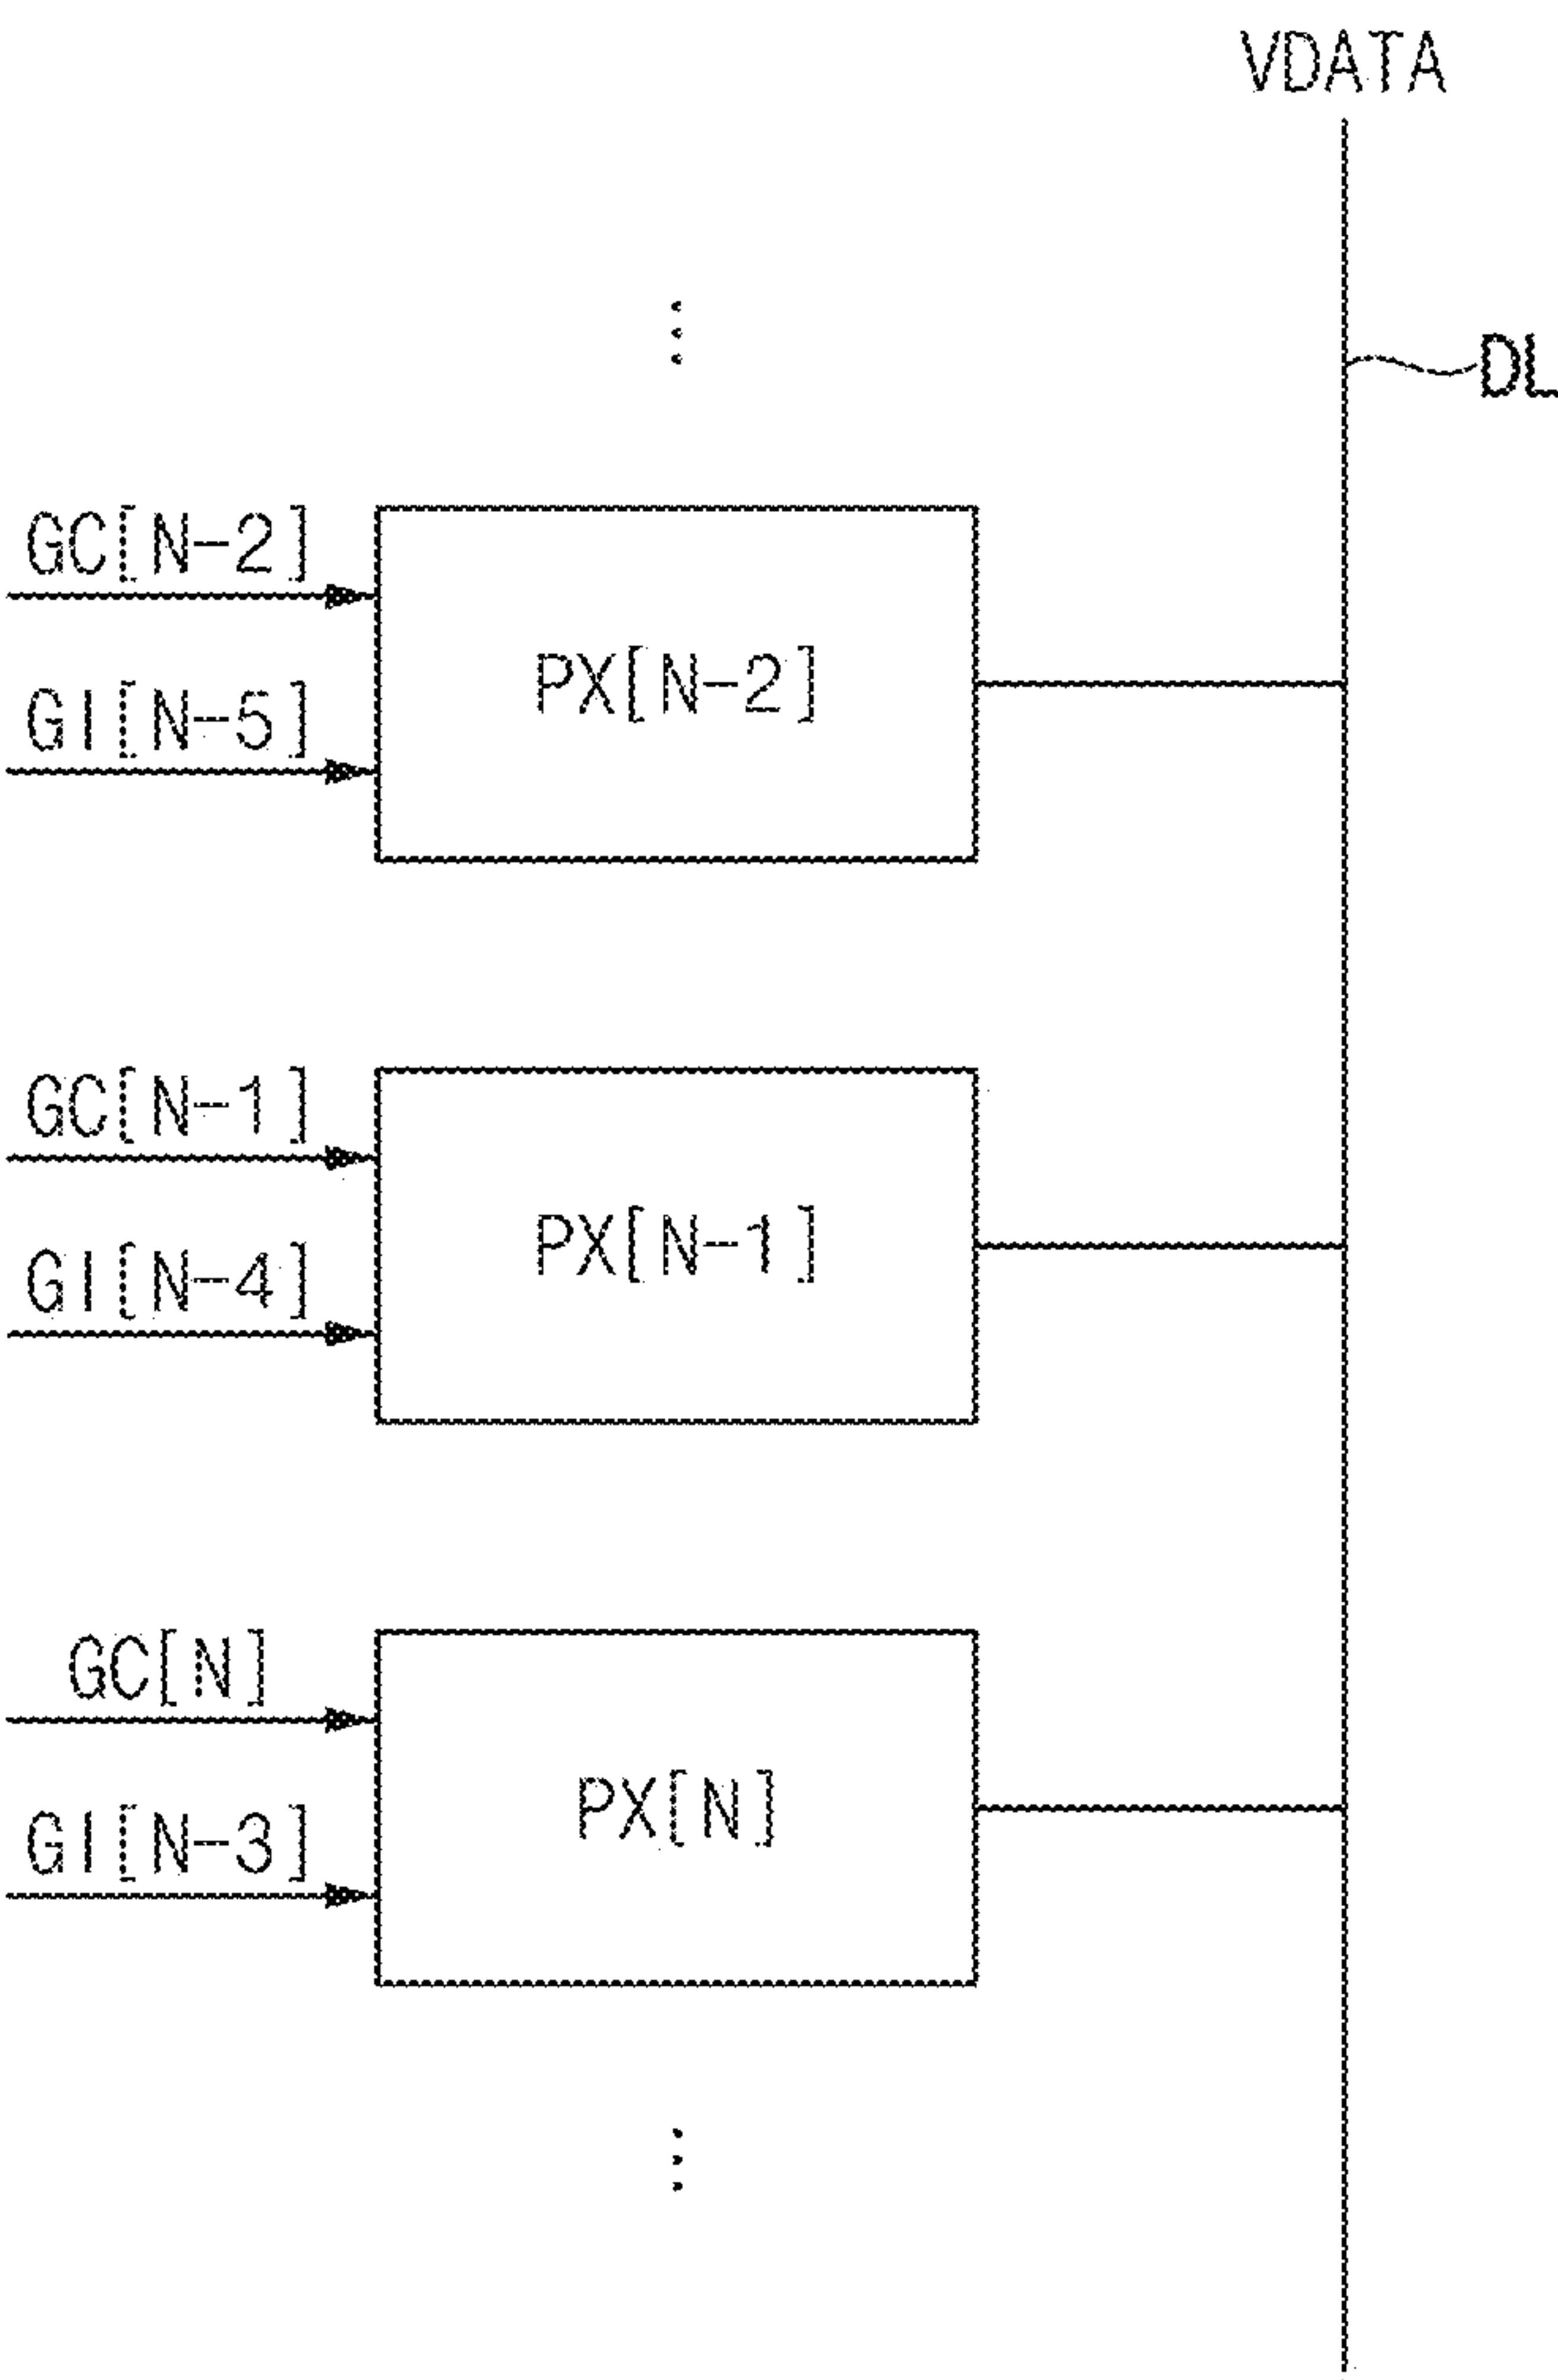 VDATA
DL
GC[N-2]
PX[N-2]
GI[N-5]
GC[N-1]
PX[N-1]
GI[N-4]
GC[N]
PX[N]
GI[N-3]